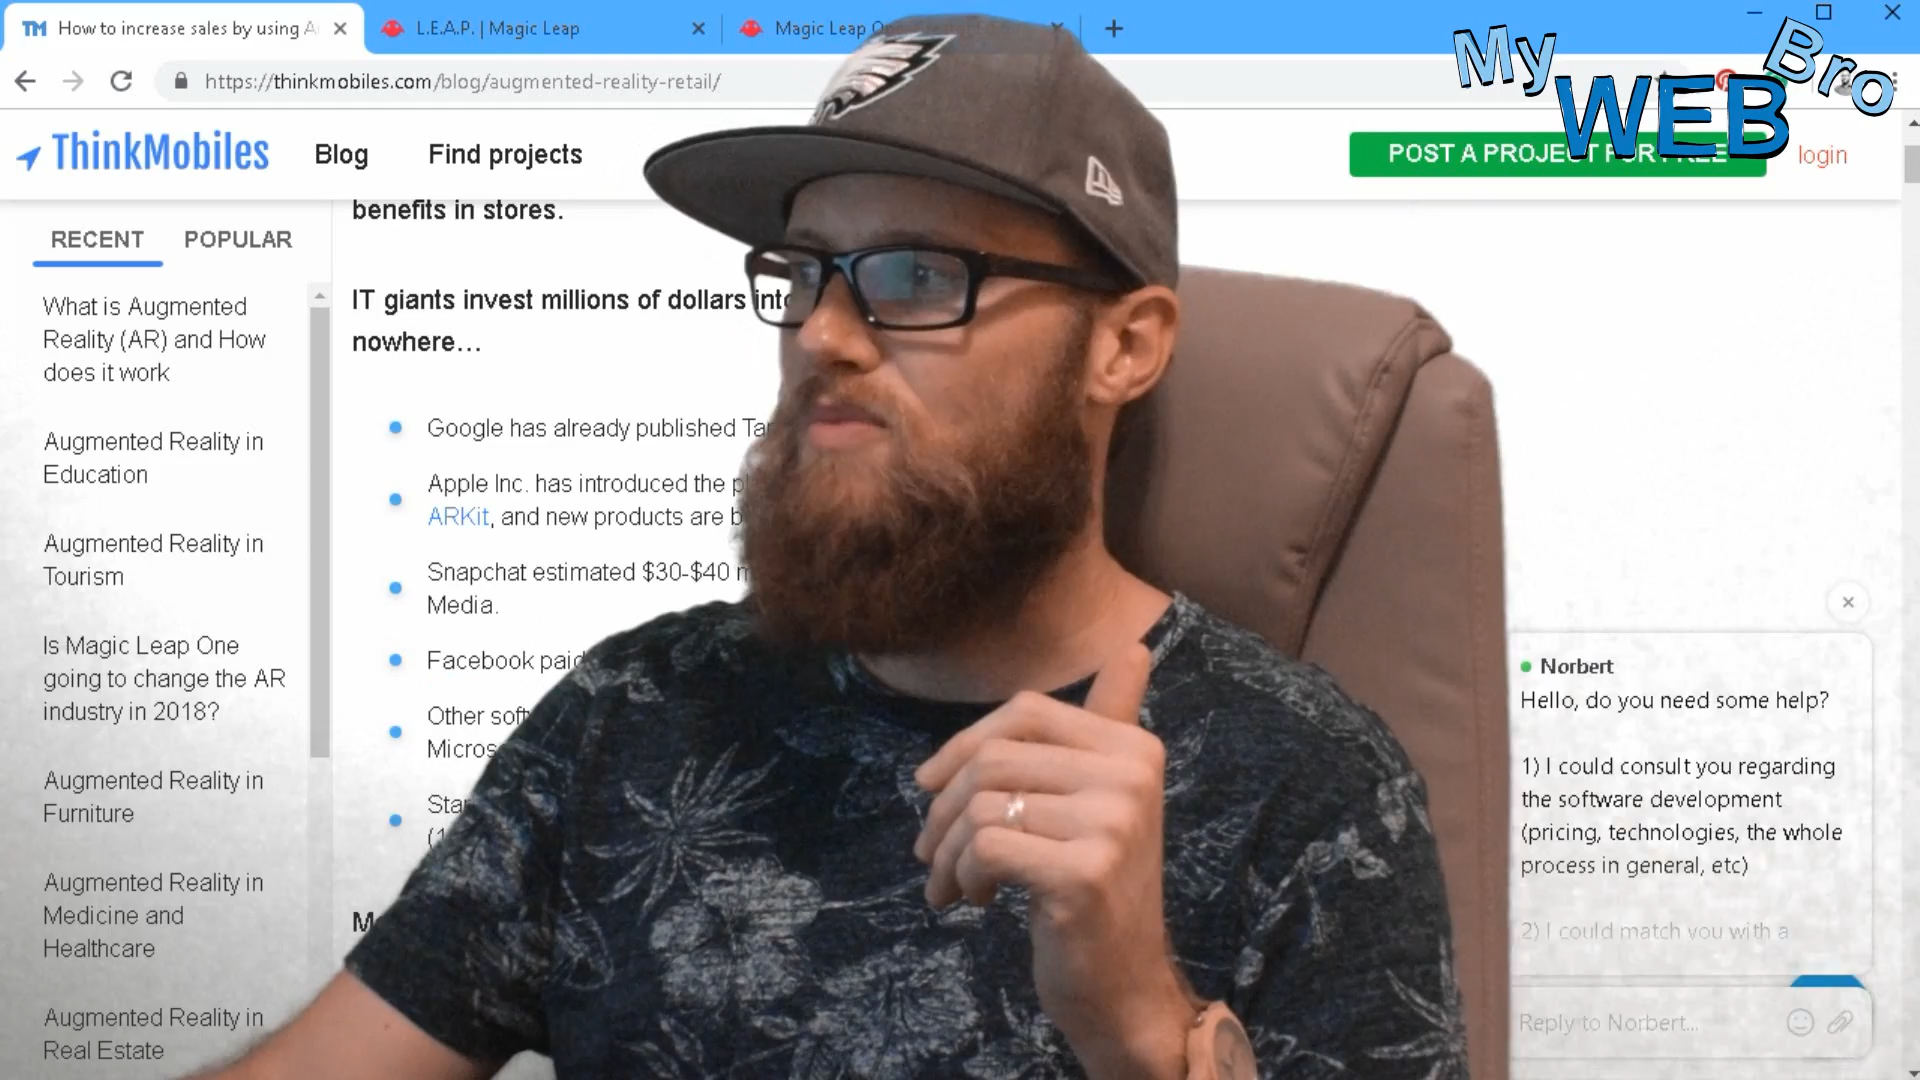 How to increase sales by using
L.E.A.P. | Magic Leap
Magic Leap
https://thinkmobiles.com/blog/augmented-reality-retail/
My
WEB
Bro
ThinkMobiles
Blog
Find projects
POST A PROJECT FOR FREE
login
RECENT
POPULAR
What is Augmented
Reality (AR) and How
does it work
Augmented Reality in
Education
Augmented Reality in
Tourism
Is Magic Leap One
going to change the AR
industry in 2018?
Augmented Reality in
Furniture
Augmented Reality in
Medicine and
Healthcare
Augmented Reality in
Real Estate
benefits in stores.
IT giants invest millions of dollars into
nowhere…
Google has already published
Apple Inc. has introduced the
ARKit, and new products are
Snapchat estimated $30-$40
Media.
Facebook paid
Other
Norbert
Hello, do you need some help?
1) I could consult you regarding
the software development
(pricing, technologies, the whole
process in general, etc)
2) I could match you with a
Reply to Norbert...